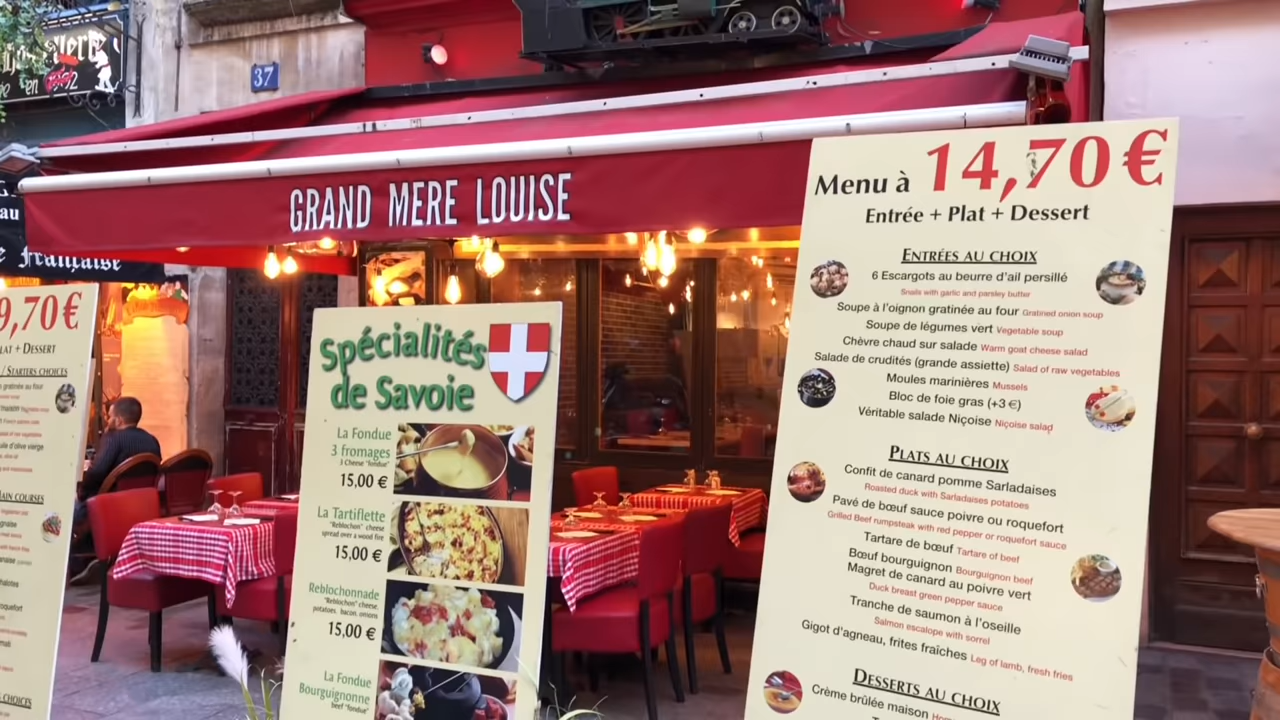 37
en
au
Française
GRAND MERE LOUISE
9,70€
PLAT + DESSERT
/ STARTERS CHOICES
gratinée au four
MAIN COURSES
CHOICES
Spécialités
de Savoie
La Fondue
3 fromages
3 Cheese "fondue"
15,00 €
La Tartiflette
"Reblochon" cheese
spread over a wood fire
15,00 €
Reblochonnade
"Reblochon" cheese,
potatoes, bacon, onions
15,00 €
La Fondue
Bourguignonne
beef "fondue"
Menu à 14,70 €
Entrée + Plat + Dessert
ENTRÉES AU CHOIX
6 Escargots au beurre d'ail persillé
Snails with garlic and parsley butter
Soupe à l'oignon gratinée au four Gratined onion soup
Soupe de légumes vert Vegetable soup
Chèvre chaud sur salade Warm goat cheese salad
Salade de crudités (grande assiette) Salad of raw vegetables
Moules marinières Mussels
Bloc de foie gras (+3€)
Véritable salade Niçoise Niçoise salad
PLATS AU CHOIX
Confit de canard pomme Sarladaises
Roasted duck with Sarladaises potatoes
Pavé de bœuf sauce poivre ou roquefort
Grilled Beef rumpsteak with red pepper or roquefort sauce
Tartare de bœuf Tartare of beef
Bœuf bourguignon Bourguignon beef
Magret de canard au poivre vert
Duck breast green pepper sauce
Tranche de saumon à l'oseille
Salmon escalope with sorrel
Gigot d'agneau, frites fraîches Leg of lamb, fresh fries
DESSERTS AU CHOIX
Crème brûlée maison